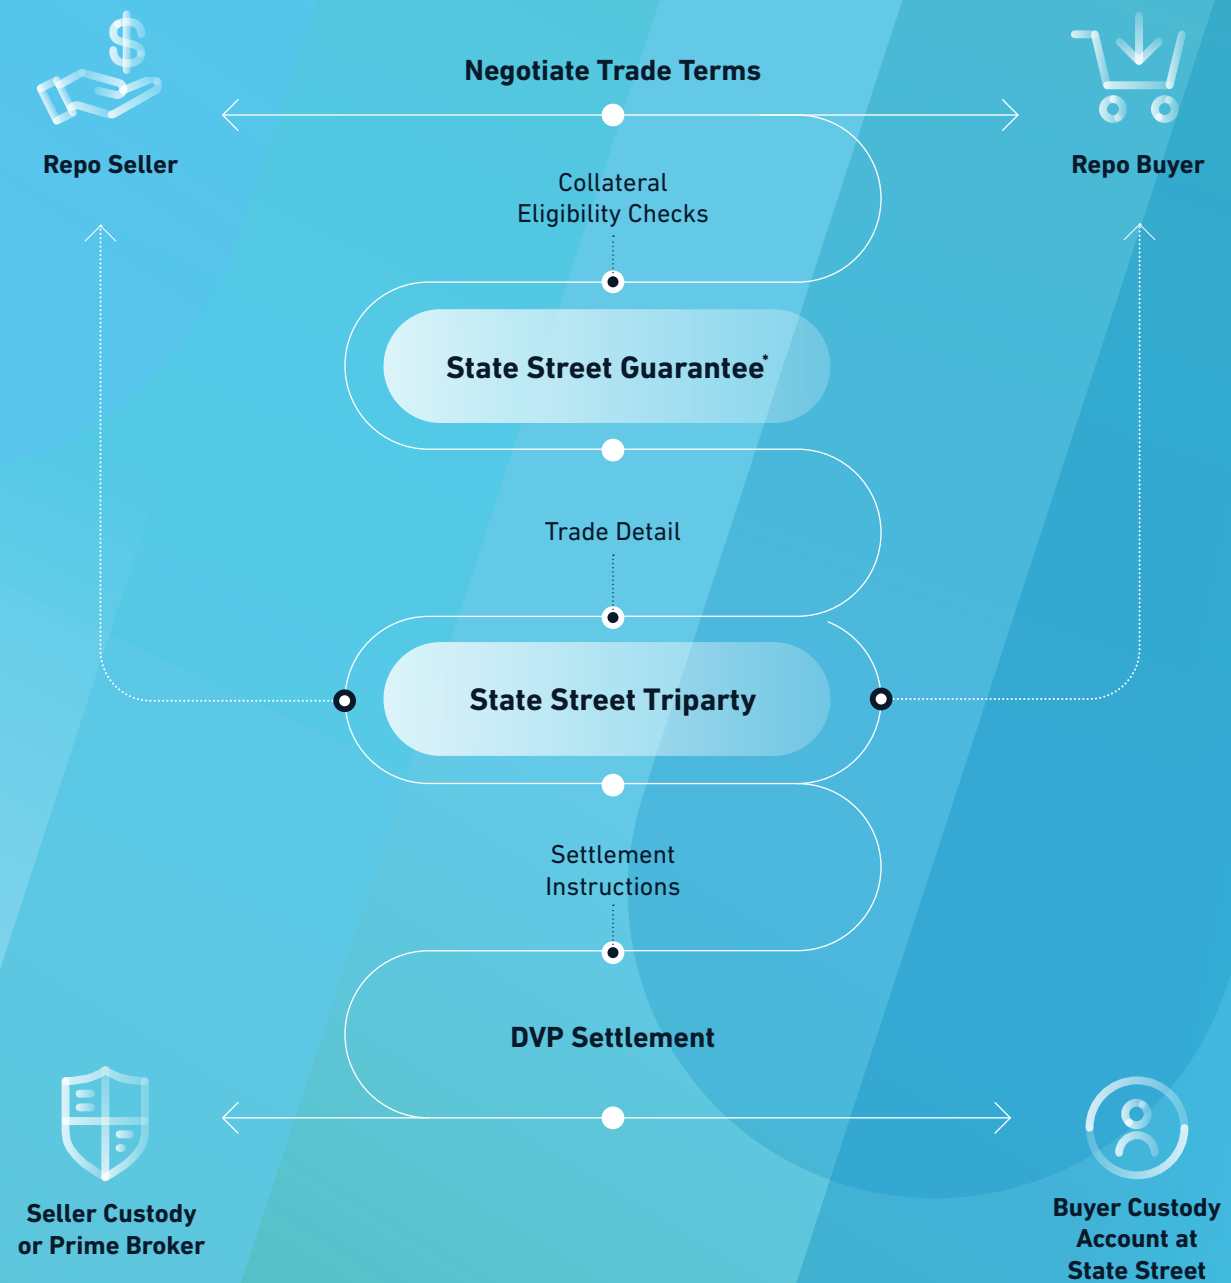 Negotiate Trade Terms
Repo Seller
Repo Buyer
Collateral
Eligibility Checks
State Street Guarantee*
Trade Detail
State Street Triparty
Settlement
Instructions
DVP Settlement
Seller Custody
or Prime Broker
Buyer Custody
Account at
State Street